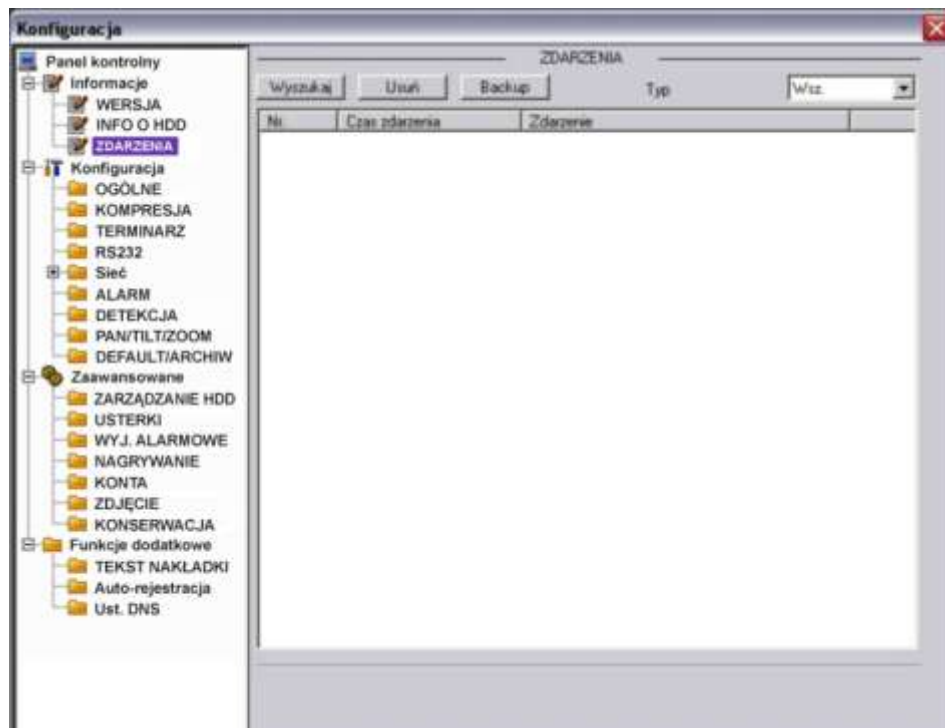 Konfiguracja
Panel kontrolny
Informacje
WERSJA
INFO O HDD
ZDARZENIA
Konfiguracja
OGÓLNE
KOMPRESJA
TERMINARZ
RS232
Sieć
ALARM
DETEKCJA
PAN/TILT/ZOOM
DEFAULT/ARCHIW
Zaawansowane
ZARZĄDZANIE HDD
USTERKI
WYJ. ALARMOWE
NAGRYWANIE
KONTA
ZDJĘCIE
KONSERWACJA
Funkcje dodatkowe
TEKST NAKŁADKI
Auto-rejestracja
Ust. DNS
ZDARZENIA
Wyszukaj Usuń Backup Typ Wsz.
Nr. Czas zdarzenia Zdarzenie